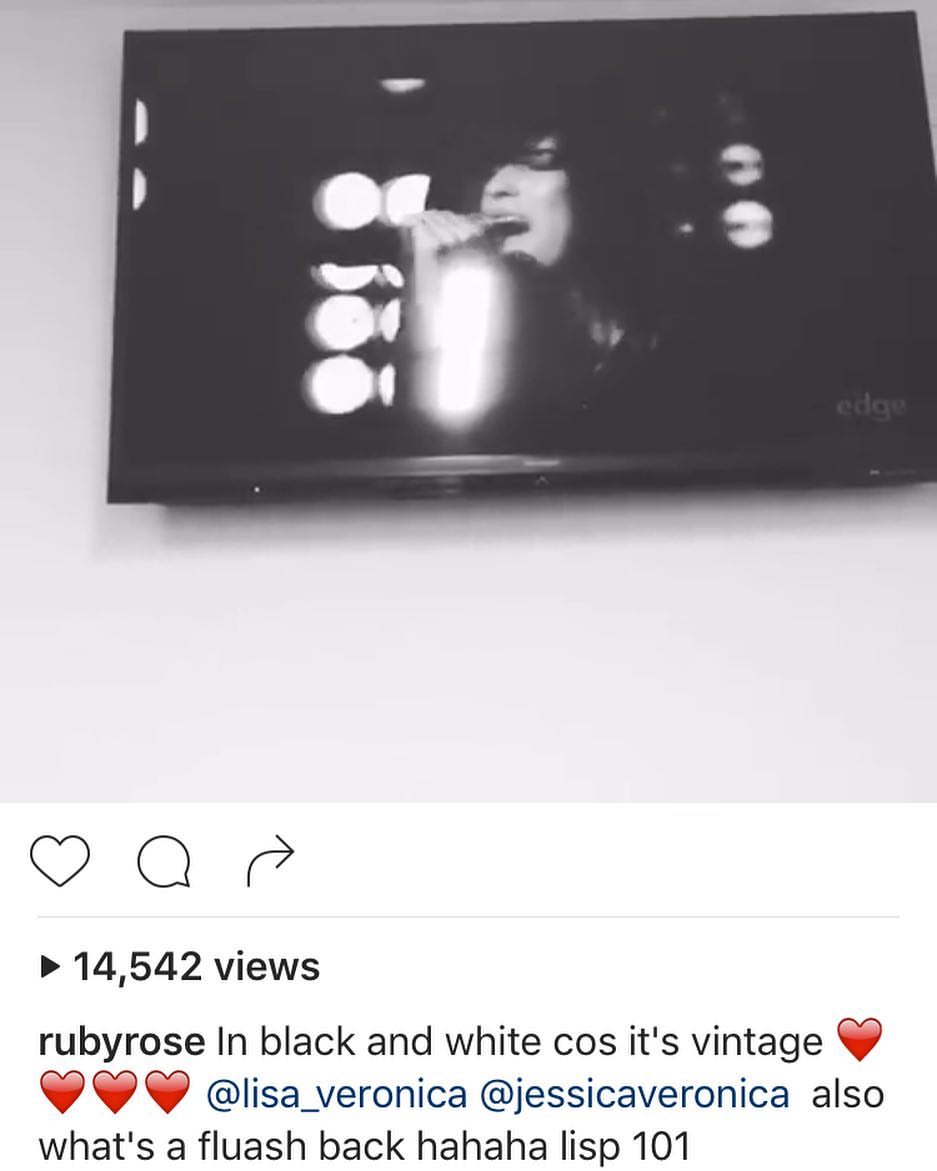 edge
14,542 views
rubyrose In black and white cos it's vintage ❤️
❤️❤️❤️ @lisa_veronica @jessicaveronica also
what's a fluash back hahaha lisp 101